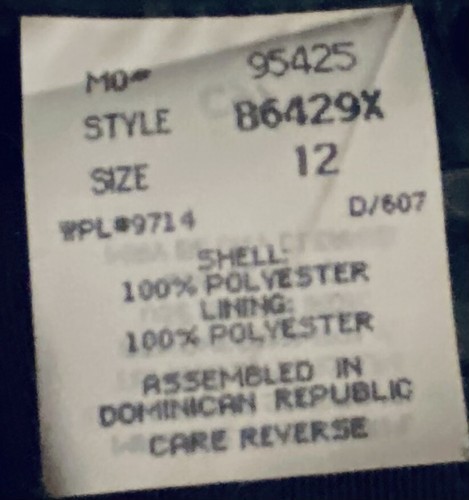 MO# 95425
STYLE 86429X
SIZE 12
WPL#9714 D/607
SHELL:
100% POLYESTER
LINING:
100% POLYESTER
ASSEMBLED IN
DOMINICAN REPUBLIC
CARE REVERSE